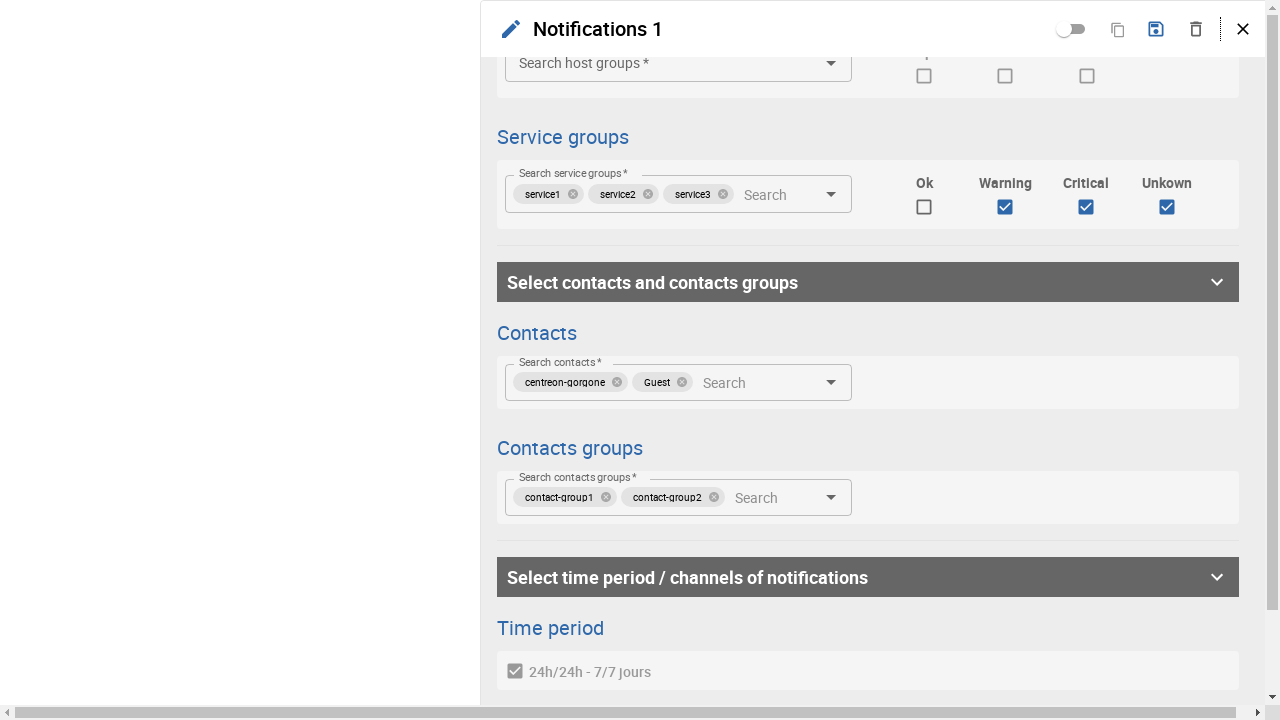 Notifications 1
Search host groups *
Service groups
Search service groups *
service1 service2 service3 Search
Ok Warning Critical Unkown
Select contacts and contacts groups
Contacts
Search contacts *
centreon-gorgone Guest Search
Contacts groups
Search contacts groups *
contact-group1 contact-group2 Search
Select time period / channels of notifications
Time period
24h/24h - 7/7 jours